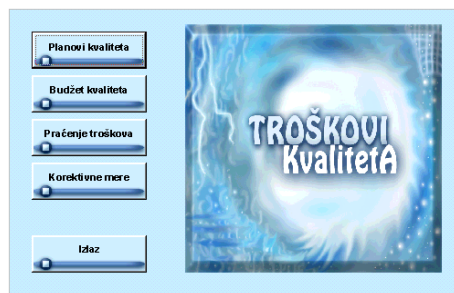 Planovi kvaliteta
Budžet kvaliteta
Praćenje troškova
Korektivne mere
Izlaz
TROŠKOVI
KvalitetA